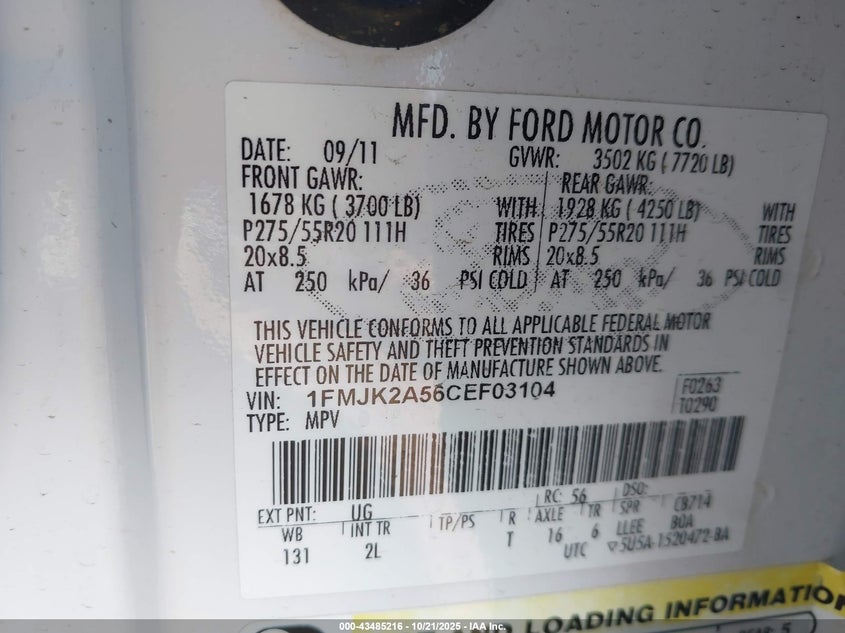 MFD. BY FORD MOTOR CO.
DATE: 09/11 GVWR: 3502 KG ( 7720 LB)
FRONT GAWR: REAR GAWR:
1678 KG ( 3700 LB) WITH 1928 KG ( 4250 LB) WITH
P275/55R20 111H TIRES P275/55R20 111H TIRES
20x8.5 RIMS 20x8.5 RIMS
AT 250 kPa/ 36 PSI COLD AT 250 kPa/ 36 PSI COLD
THIS VEHICLE CONFORMS TO ALL APPLICABLE FEDERAL MOTOR
VEHICLE SAFETY AND THEFT PREVENTION STANDARDS IN
EFFECT ON THE DATE OF MANUFACTURE SHOWN ABOVE.
VIN: 1FMJK2A56CEF03104 F0263
TYPE: MPV T0290
EXT PNT: UG RC: 56 DSO:
WB INT TR TP/PS R AXLE TR SPR CB714
131 2L T 16 6 LLEE BOA
UTC ▽5U5A-1520472-BA
LOADING INFORMATION
000-43485216 - 10/21/2025 - IAA Inc.